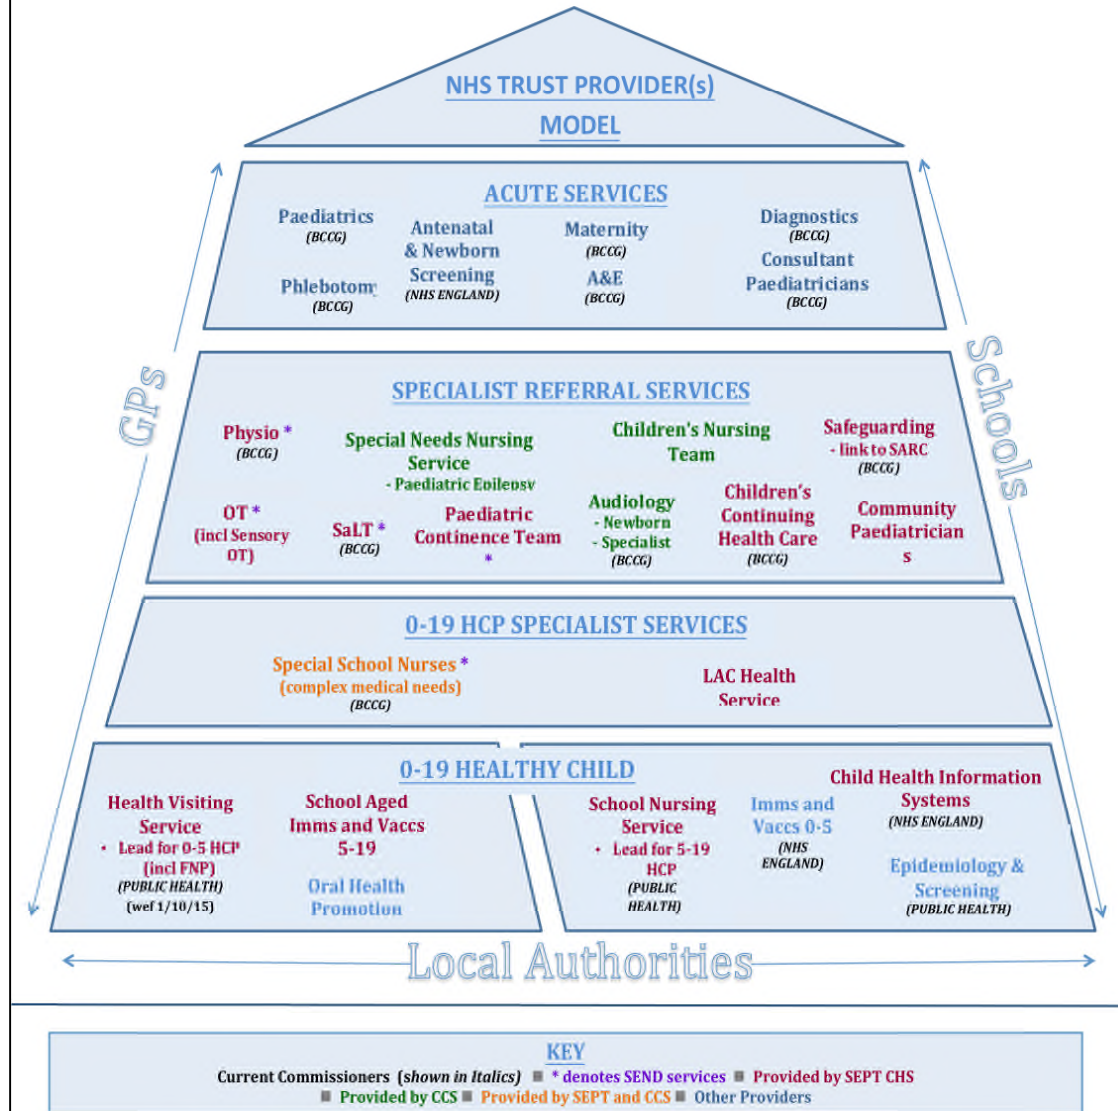 NHS TRUST PROVIDER(s)
MODEL
ACUTE SERVICES
Paediatrics
(BCCG)
Phlebotomy
(BCCG)
Antenatal
& Newborn
Screening
(NHS ENGLAND)
Maternity
(BCCG)
A&E
(BCCG)
Diagnostics
(BCCG)
Consultant
Paediatricians
(BCCG)
GPs
Schools
SPECIALIST REFERRAL SERVICES
Physio *
(BCCG)
Special Needs Nursing
Service
- Paediatric Epilepsy
Children's Nursing
Team
Safeguarding
- link to SARC
(BCCG)
OT *
(incl Sensory
OT)
SaLT *
(BCCG)
Paediatric
Continence Team
*
Audiology
- Newborn
- Specialist
(BCCG)
Children's
Continuing
Health Care
(BCCG)
Community
Paediatrician
s
0-19 HCP SPECIALIST SERVICES
Special School Nurses *
(complex medical needs)
(BCCG)
LAC Health
Service
0-19 HEALTHY CHILD
Health Visiting
Service
• Lead for 0-5 HCP
(incl FNP)
(PUBLIC HEALTH)
(wef 1/10/15)
School Aged
Imms and Vaccs
5-19
Oral Health
Promotion
School Nursing
Service
• Lead for 5-19
HCP
(PUBLIC
HEALTH)
Imms and
Vaccs 0-5
(NHS
ENGLAND)
Child Health Information
Systems
(NHS ENGLAND)
Epidemiology &
Screening
(PUBLIC HEALTH)
Local Authorities
KEY
Current Commissioners (shown in Italics) ■ * denotes SEND services ■ Provided by SEPT CHS
■ Provided by CCS ■ Provided by SEPT and CCS ■ Other Providers